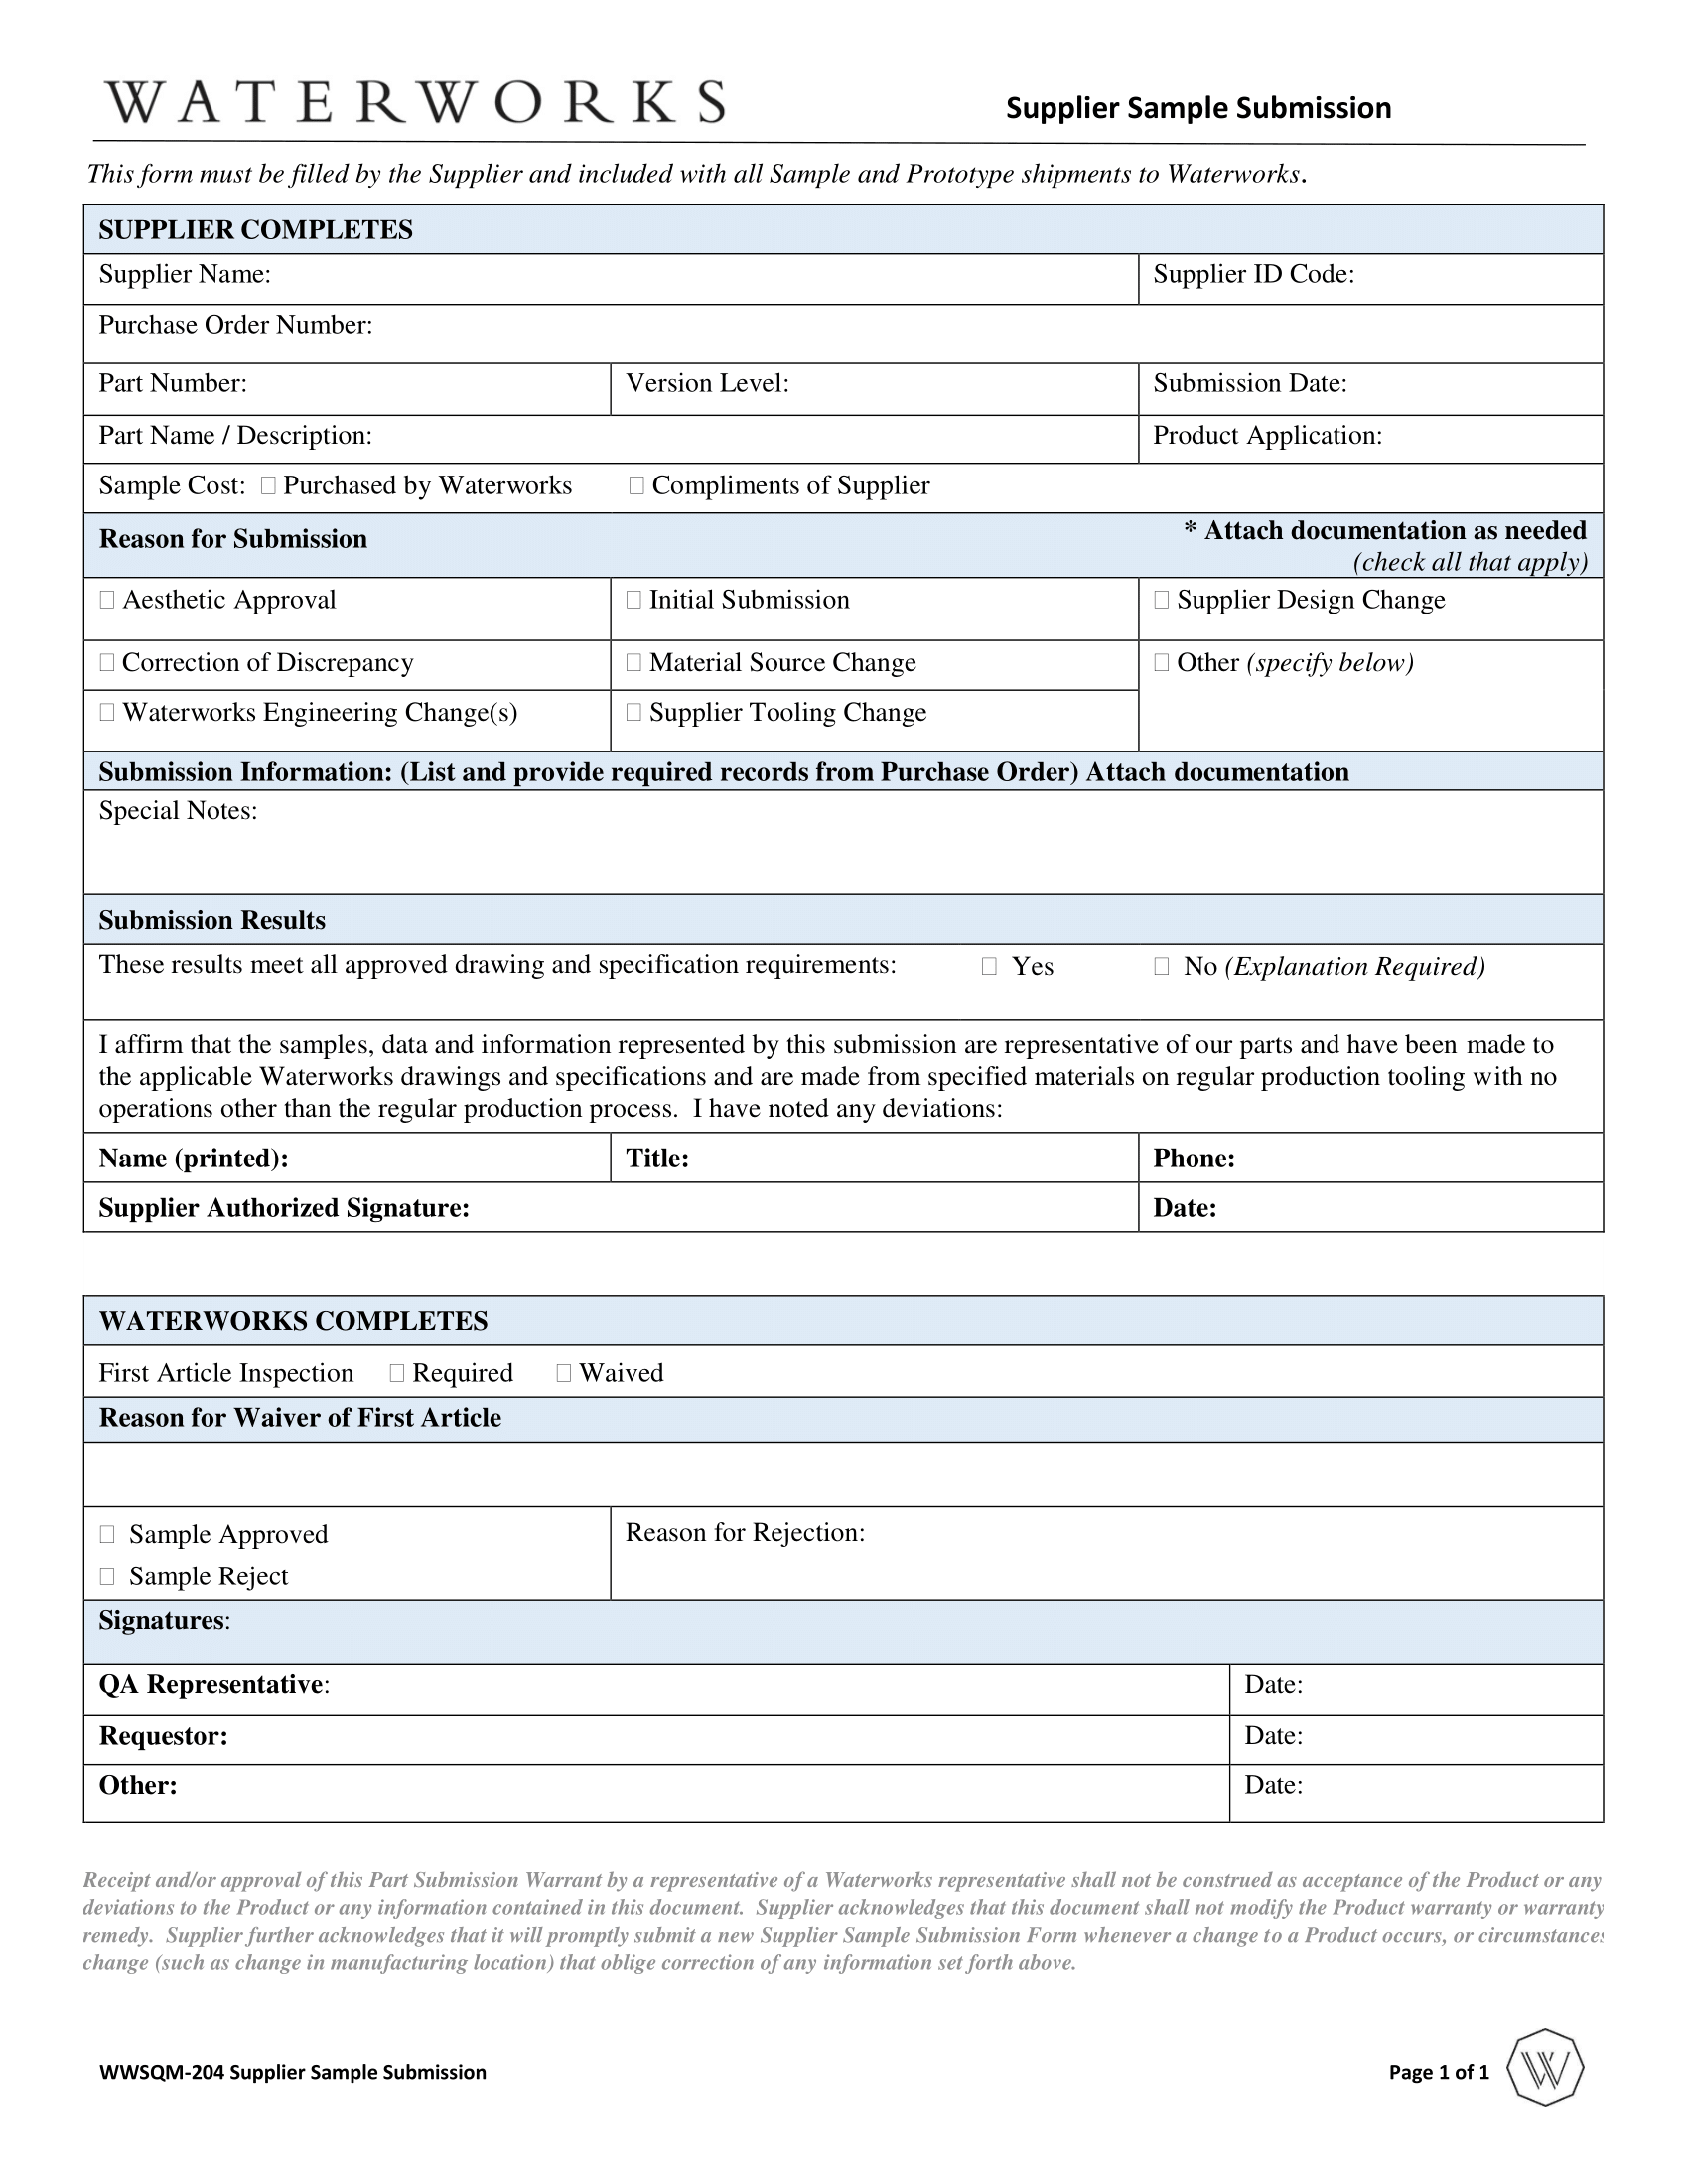 WATERWORKS
Supplier Sample Submission
This form must be filled by the Supplier and included with all Sample and Prototype shipments to Waterworks.
SUPPLIER COMPLETES
Supplier Name:
Supplier ID Code:
Purchase Order Number:
Part Number:
Version Level:
Submission Date:
Part Name / Description:
Product Application:
Sample Cost: ☐ Purchased by Waterworks ☐ Compliments of Supplier
Reason for Submission
* Attach documentation as needed
(check all that apply)
☐ Aesthetic Approval
☐ Initial Submission
☐ Supplier Design Change
☐ Correction of Discrepancy
☐ Material Source Change
☐ Other (specify below)
☐ Waterworks Engineering Change(s)
☐ Supplier Tooling Change
Submission Information: (List and provide required records from Purchase Order) Attach documentation
Special Notes:
Submission Results
These results meet all approved drawing and specification requirements: ☐ Yes ☐ No (Explanation Required)
I affirm that the samples, data and information represented by this submission are representative of our parts and have been made to
the applicable Waterworks drawings and specifications and are made from specified materials on regular production tooling with no
operations other than the regular production process. I have noted any deviations:
Name (printed):
Title:
Phone:
Supplier Authorized Signature:
Date:
WATERWORKS COMPLETES
First Article Inspection ☐ Required ☐ Waived
Reason for Waiver of First Article
☐ Sample Approved
☐ Sample Reject
Reason for Rejection:
Signatures:
QA Representative:
Date:
Requestor:
Date:
Other:
Date:
Receipt and/or approval of this Part Submission Warrant by a representative of a Waterworks representative shall not be construed as acceptance of the Product or any
deviations to the Product or any information contained in this document. Supplier acknowledges that this document shall not modify the Product warranty or warranty
remedy. Supplier further acknowledges that it will promptly submit a new Supplier Sample Submission Form whenever a change to a Product occurs, or circumstances
change (such as change in manufacturing location) that oblige correction of any information set forth above.
WWSQM-204 Supplier Sample Submission
Page 1 of 1
W